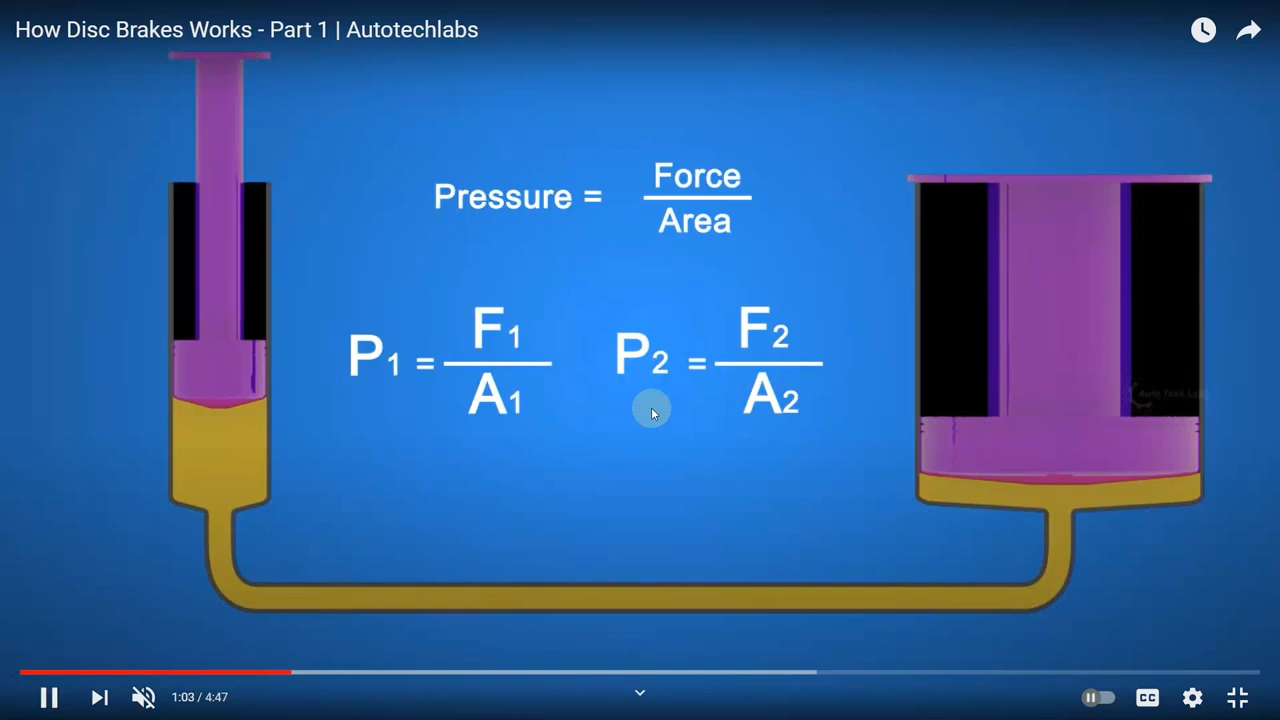 How Disc Brakes Works - Part 1 | Autotechlabs
Pressure = Force
Area
P1 = F1
A1
P2 = F2
A2
1:03 / 4:47
CC